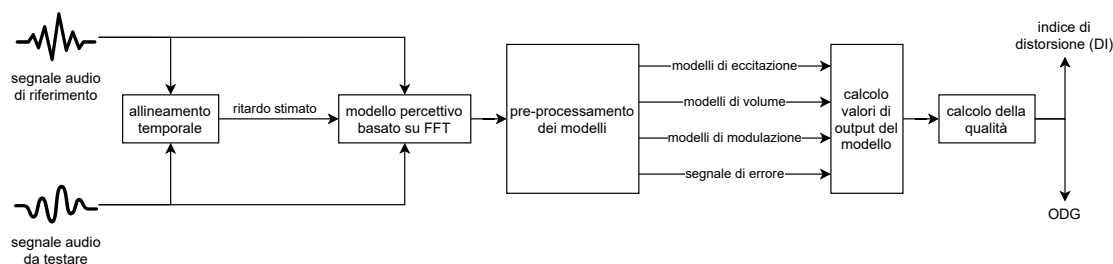 segnale audio
di riferimento
segnale audio
da testare
allineamento
temporale
ritardo stimato
modello percettivo
basato su FFT
pre-processamento
dei modelli
modelli di eccitazione
modelli di volume
modelli di modulazione
segnale di errore
calcolo
valori di
output del
modello
calcolo della
qualità
indice di
distorsione (DI)
ODG